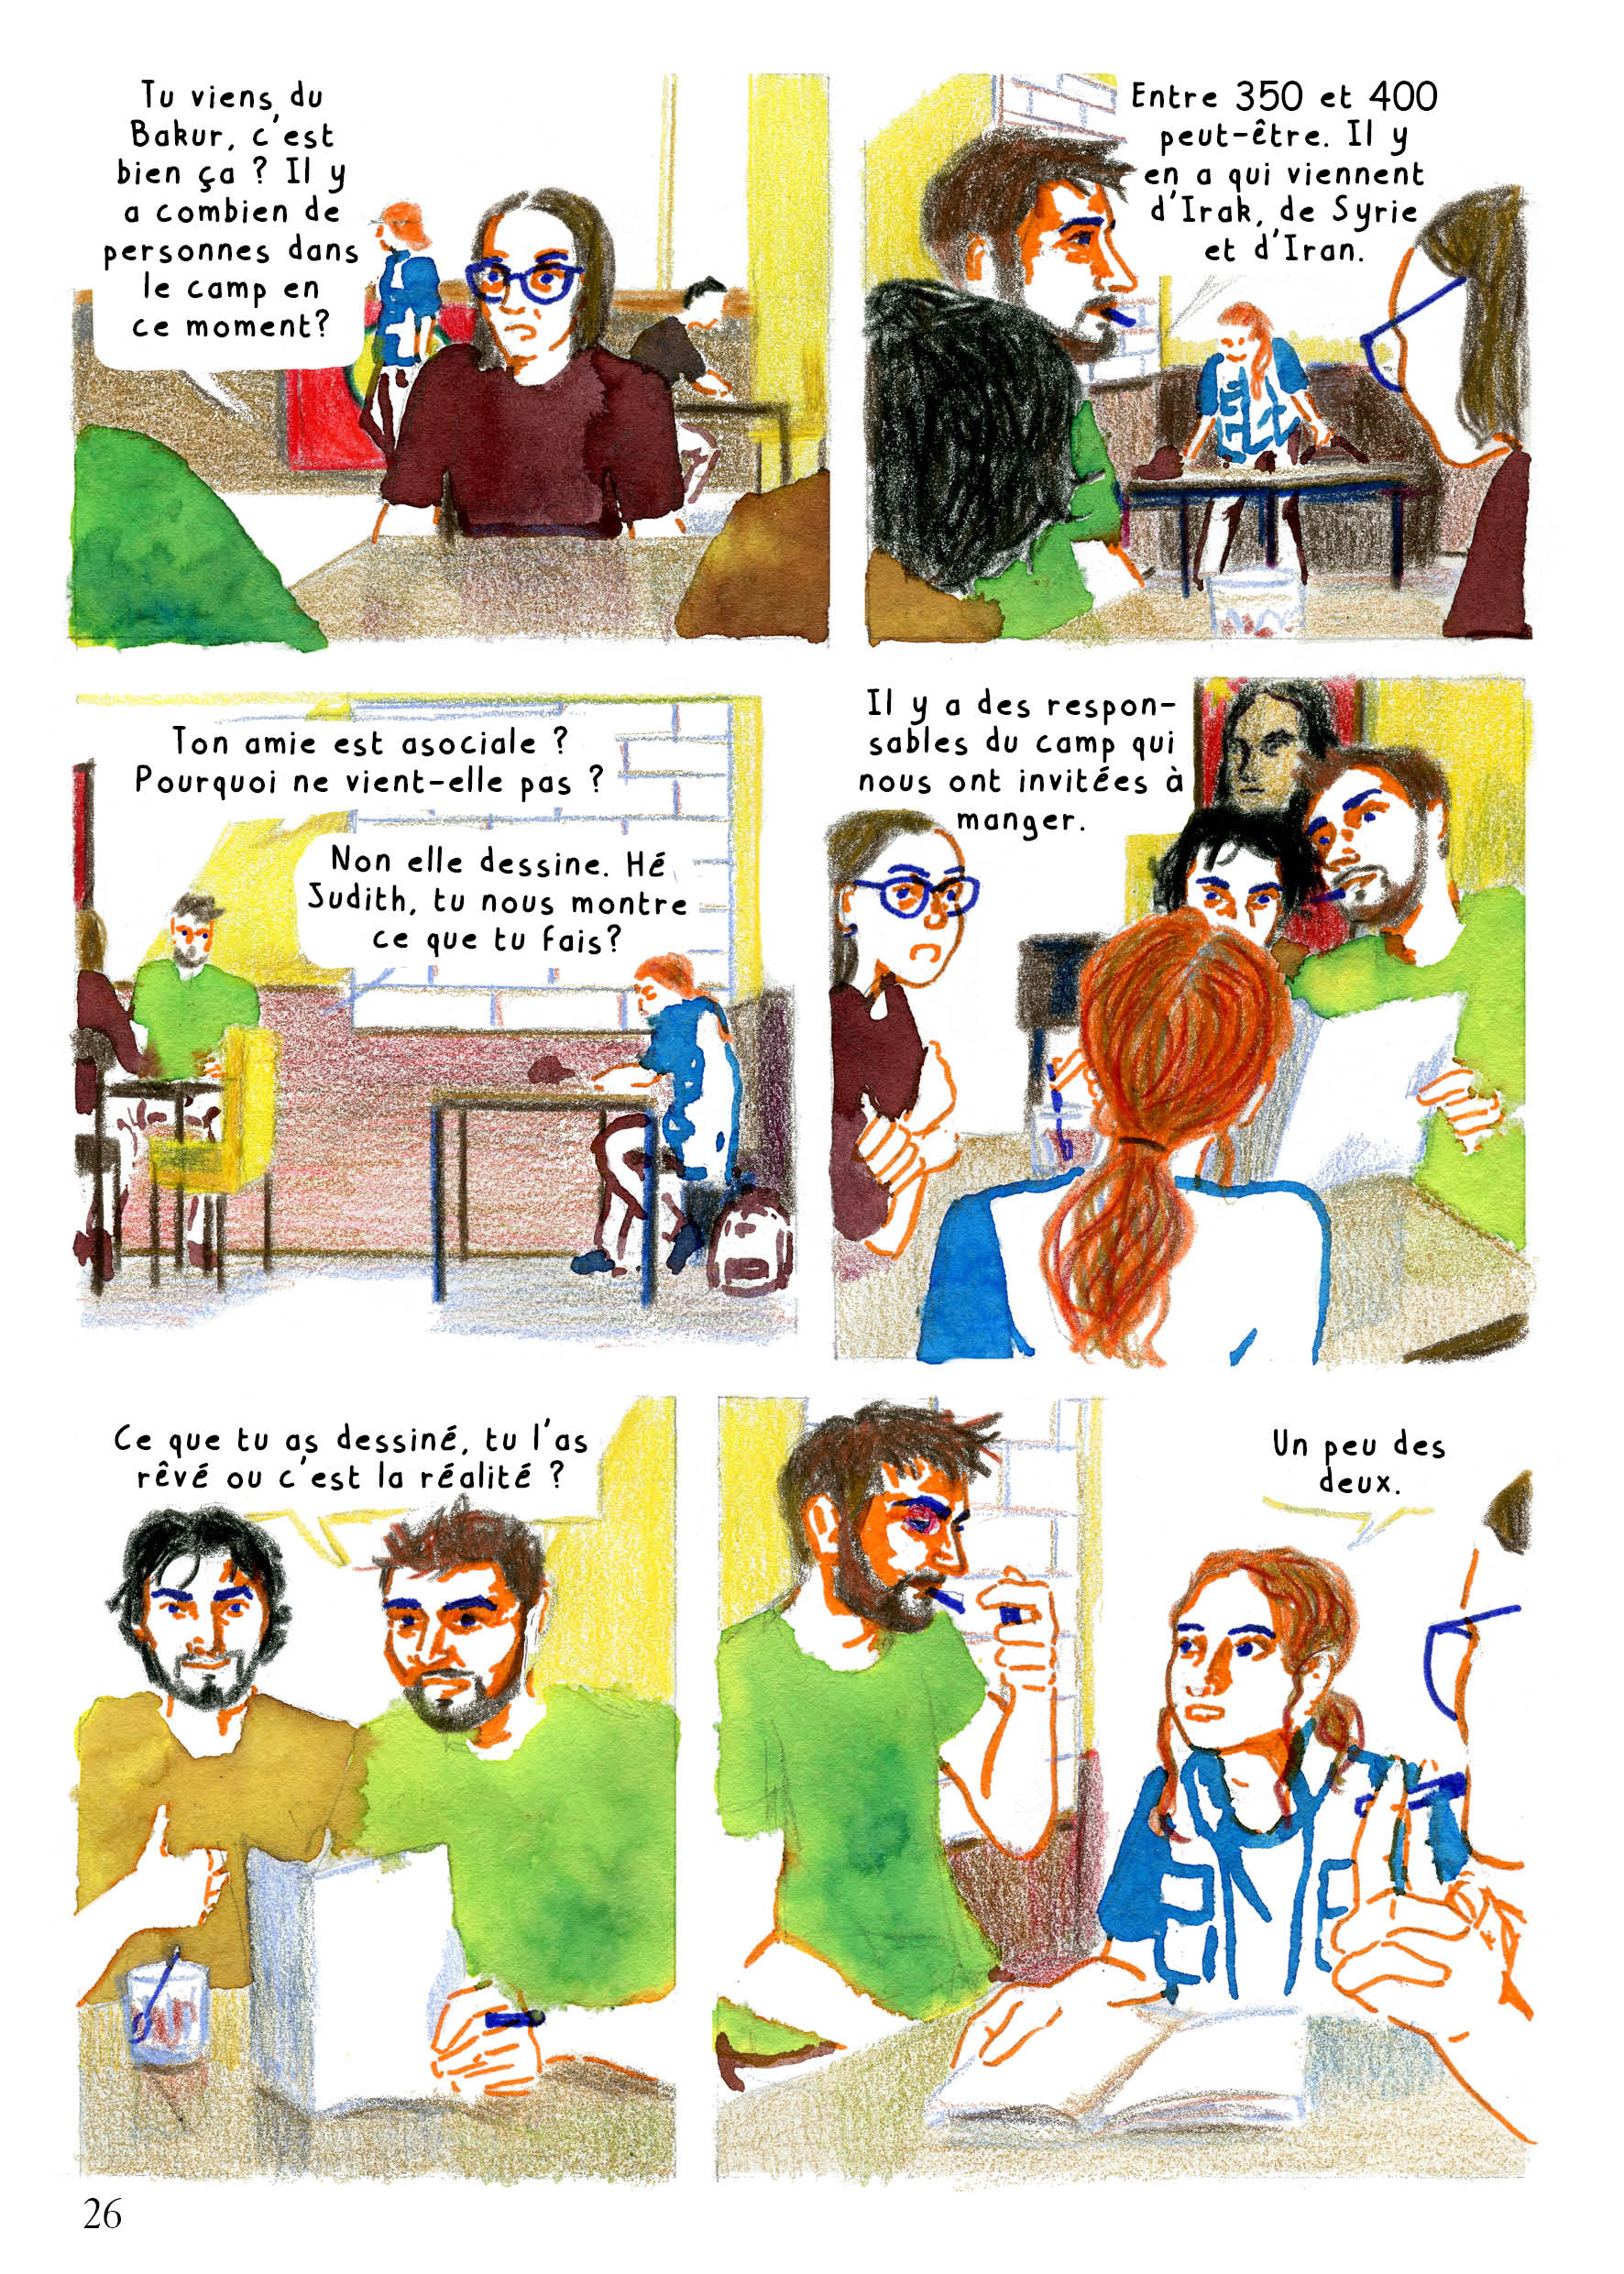 Tu viens du
Bakur, c'est
bien ça ? Il y
a combien de
personnes dans
le camp en
ce moment?
Entre 350 et 400
peut-être. Il y
en a qui viennent
d'Irak, de Syrie
et d'Iran.
Ton amie est asociale ?
Pourquoi ne vient-elle pas ?
Non elle dessine. Hé
Judith, tu nous montre
ce que tu fais?
Il y a des respon-
sables du camp qui
nous ont invitées à
manger.
Ce que tu as dessiné, tu l'as
rêvé ou c'est la réalité ?
Un peu des
deux.
26